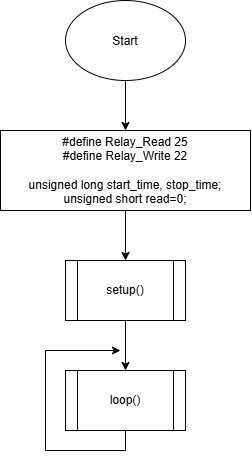 Start
#define Relay_Read 25
#define Relay_Write 22
unsigned long start_time, stop_time;
unsigned short read=0;
setup()
loop()